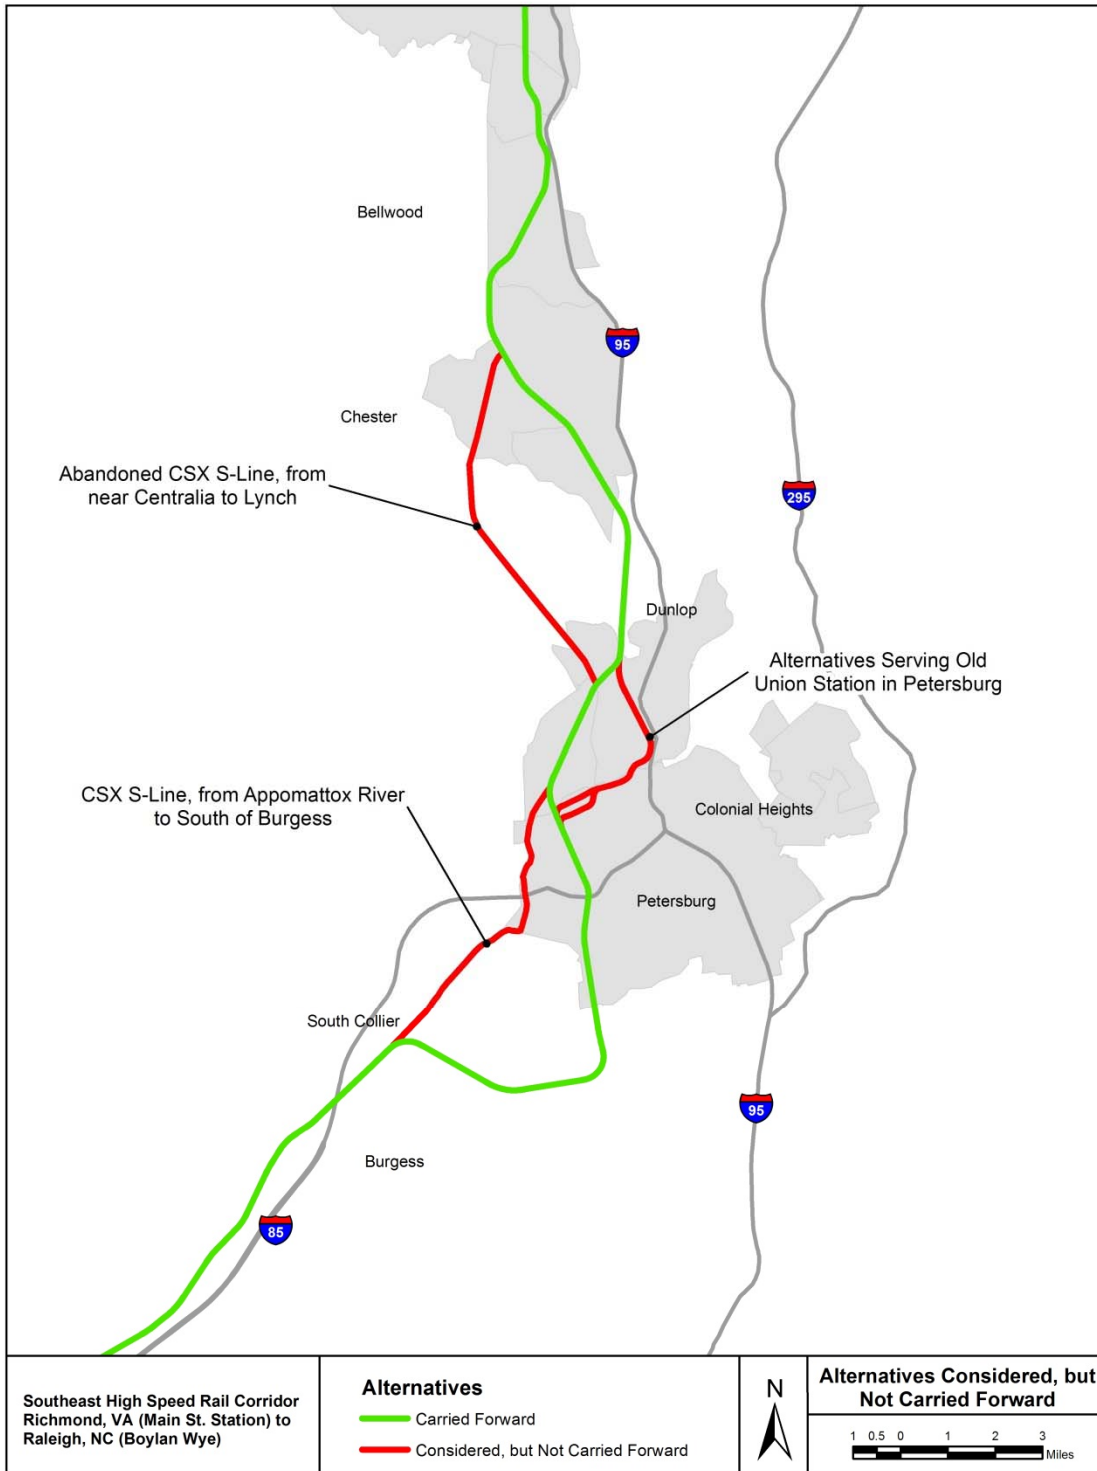 Bellwood
95
Chester
Abandoned CSX S-Line, from
near Centralia to Lynch
295
Dunlop
Alternatives Serving Old
Union Station in Petersburg
CSX S-Line, from Appomattox River
to South of Burgess
Colonial Heights
Petersburg
South Collier
95
Burgess
85
Southeast High Speed Rail Corridor
Richmond, VA (Main St. Station) to
Raleigh, NC (Boylan Wye)
Alternatives
Carried Forward
Considered, but Not Carried Forward
N
Alternatives Considered, but
Not Carried Forward
1 0.5 0 1 2 3
Miles